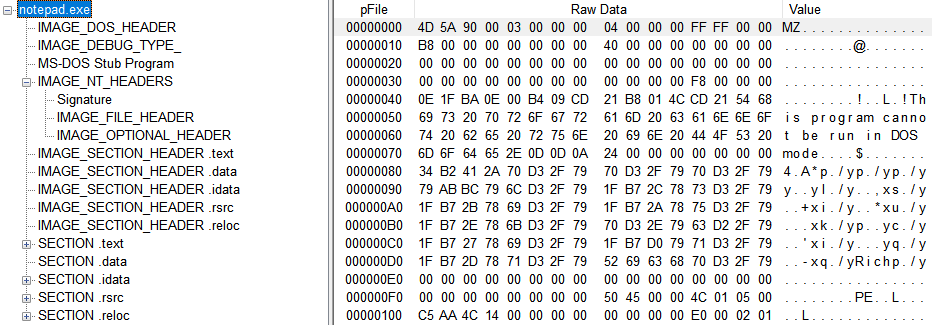 notepad.exe
IMAGE_DOS_HEADER
IMAGE_DEBUG_TYPE_
MS-DOS Stub Program
IMAGE_NT_HEADERS
Signature
IMAGE_FILE_HEADER
IMAGE_OPTIONAL_HEADER
IMAGE_SECTION_HEADER .text
IMAGE_SECTION_HEADER .data
IMAGE_SECTION_HEADER .idata
IMAGE_SECTION_HEADER .rsrc
IMAGE_SECTION_HEADER .reloc
SECTION .text
SECTION .data
SECTION .idata
SECTION .rsrc
SECTION .reloc
pFile Raw Data Value
00000000 4D 5A 90 00 03 00 00 00 04 00 00 00 FF FF 00 00 MZ..............
00000010 B8 00 00 00 00 00 00 00 40 00 00 00 00 00 00 00 ........@.......
00000020 00 00 00 00 00 00 00 00 00 00 00 00 00 00 00 00 ................
00000030 00 00 00 00 00 00 00 00 00 00 00 00 F8 00 00 00 ................
00000040 0E 1F BA 0E 00 B4 09 CD 21 B8 01 4C CD 21 54 68 ........!..L.!Th
00000050 69 73 20 70 72 6F 67 72 61 6D 20 63 61 6E 6E 6F is program canno
00000060 74 20 62 65 20 72 75 6E 20 69 6E 20 44 4F 53 20 t be run in DOS
00000070 6D 6F 64 65 2E 0D 0D 0A 24 00 00 00 00 00 00 00 mode....$.......
00000080 34 B2 41 2A 70 D3 2F 79 70 D3 2F 79 70 D3 2F 79 4.A*p./yp./yp./y
00000090 79 AB BC 79 6C D3 2F 79 1F B7 2C 78 73 D3 2F 79 y..yl./y..,xs./y
000000A0 1F B7 2B 78 69 D3 2F 79 1F B7 2A 78 75 D3 2F 79 ..+xi./y..*xu./y
000000B0 1F B7 2E 78 6B D3 2F 79 70 D3 2E 79 63 D2 2F 79 ...xk./yp..yc./y
000000C0 1F B7 27 78 69 D3 2F 79 1F B7 D0 79 71 D3 2F 79 ..'xi./y...yq./y
000000D0 1F B7 2D 78 71 D3 2F 79 52 69 63 68 70 D3 2F 79 ..-xq./yRichp./y
000000E0 00 00 00 00 00 00 00 00 00 00 00 00 00 00 00 00 ................
000000F0 00 00 00 00 00 00 00 00 50 45 00 00 4C 01 05 00 ........PE..L...
00000100 C5 AA 4C 14 00 00 00 00 00 00 00 00 E0 00 02 01 ..L.............